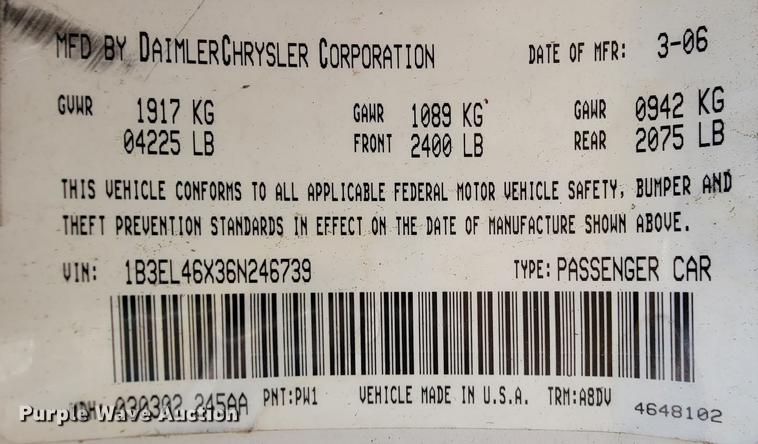 MFD BY DAIMLERCHRYSLER CORPORATION DATE OF MFR: 3-06
GVWR 1917 KG GAWR 1089 KG GAWR 0942 KG
04225 LB FRONT 2400 LB REAR 2075 LB
THIS VEHICLE CONFORMS TO ALL APPLICABLE FEDERAL MOTOR VEHICLE SAFETY, BUMPER AND
THEFT PREVENTION STANDARDS IN EFFECT ON THE DATE OF MANUFACTURE SHOWN ABOVE.
VIN: 1B3EL46X36N246739 TYPE: PASSENGER CAR
030302 245AA PNT:PW1 VEHICLE MADE IN U.S.A. TRM:A8DV 4648102
Purple Wave Auction